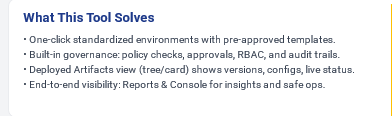 What This Tool Solves
• One-click standardized environments with pre-approved templates.
• Built-in governance: policy checks, approvals, RBAC, and audit trails.
• Deployed Artifacts view (tree/card) shows versions, configs, live status.
• End-to-end visibility: Reports & Console for insights and safe ops.